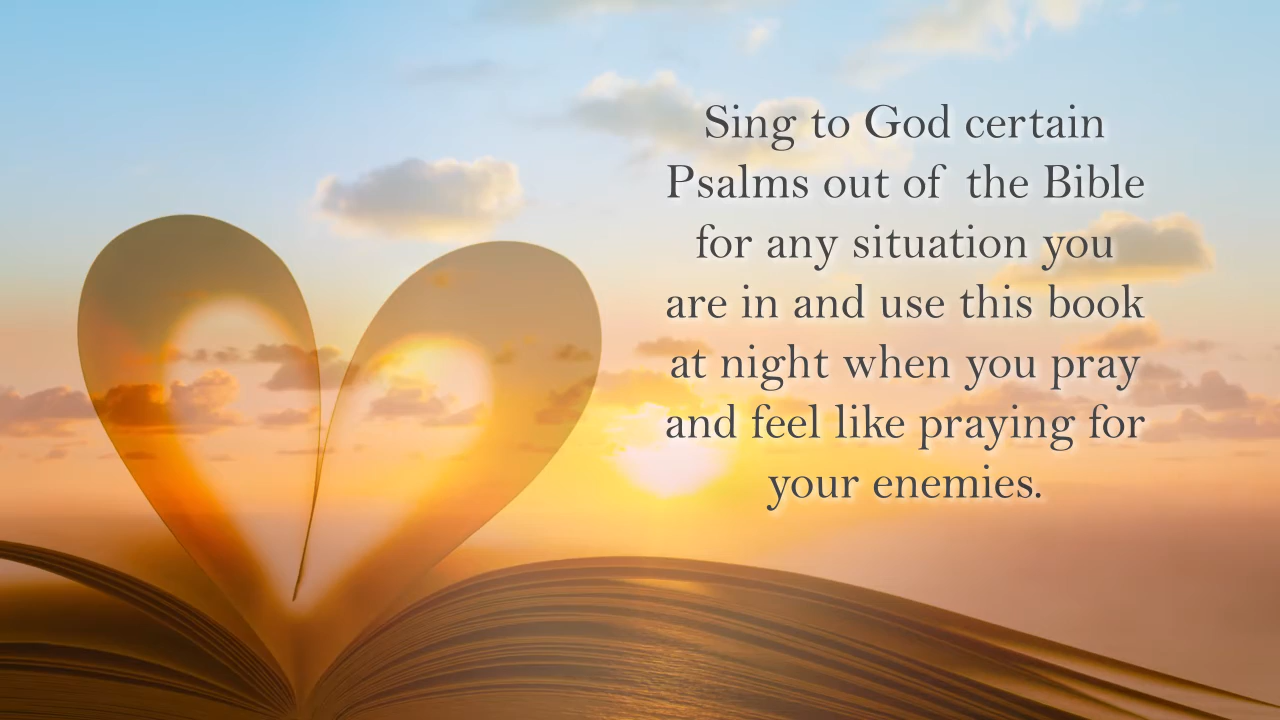 Sing to God certain
Psalms out of  the Bible
for any situation you
are in and use this book
at night when you pray
and feel like praying for
your enemies.